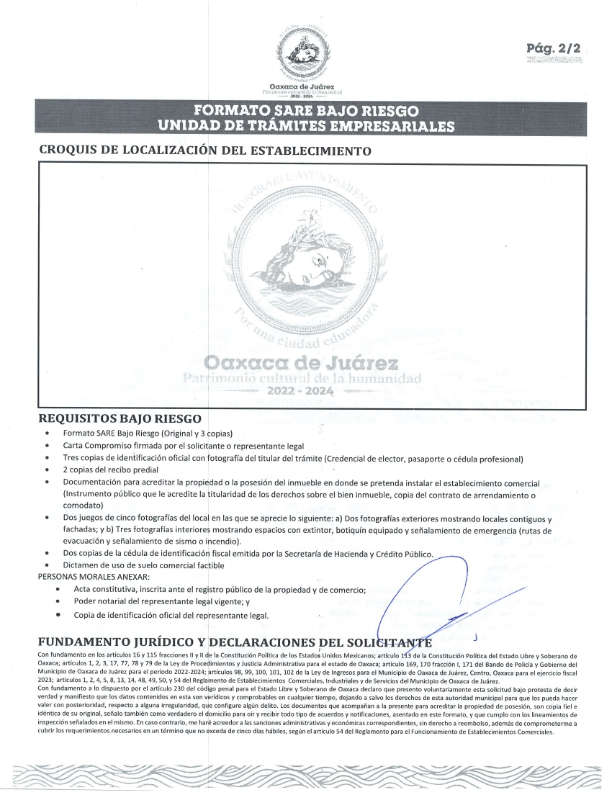 Pág. 2/2
Oaxaca de Juárez
Patrimonio cultural de la humanidad
2022 - 2024
FORMATO SARE BAJO RIESGO
UNIDAD DE TRÁMITES EMPRESARIALES
CROQUIS DE LOCALIZACIÓN DEL ESTABLECIMIENTO
HONORABLE AYUNTAMIENTO
Por una ciudad educadora
Oaxaca de Juárez
Patrimonio cultural de la humanidad
2022 - 2024
REQUISITOS BAJO RIESGO
• Formato SARE Bajo Riesgo (Original y 3 copias)
• Carta Compromiso firmada por el solicitante o representante legal
• Tres copias de identificación oficial con fotografía del titular del trámite (Credencial de elector, pasaporte o cédula profesional)
• 2 copias del recibo predial
• Documentación para acreditar la propiedad o la posesión del inmueble en donde se pretenda instalar el establecimiento comercial
(Instrumento público que le acredite la titularidad de los derechos sobre el bien inmueble, copia del contrato de arrendamiento o
comodato)
• Dos juegos de cinco fotografías del local en las que se aprecie lo siguiente: a) Dos fotografías exteriores mostrando locales contiguos y
fachadas; y b) Tres fotografías interiores mostrando espacios con extintor, botiquín equipado y señalamiento de emergencia (rutas de
evacuación y señalamiento de sismo o incendio).
• Dos copias de la cédula de identificación fiscal emitida por la Secretaría de Hacienda y Crédito Público.
• Dictamen de uso de suelo comercial factible
PERSONAS MORALES ANEXAR:
• Acta constitutiva, inscrita ante el registro público de la propiedad y de comercio;
• Poder notarial del representante legal vigente; y
• Copia de identificación oficial del representante legal.
FUNDAMENTO JURÍDICO Y DECLARACIONES DEL SOLICITANTE
Con fundamento en los artículos 16 y 115 fracciones II y II de la Constitución Política de los Estados Unidos Mexicanos; artículo 113 de la Constitución Política del Estado Libre y Soberano de
Oaxaca; artículos 1, 2, 3, 17, 77, 78 y 79 de la Ley de Procedimientos y Justicia Administrativa para el estado de Oaxaca; artículo 169, 170 fracción I, 171 del Bando de Policía y Gobierno del
Municipio de Oaxaca de Juárez para el periodo 2022-2024; artículos 98, 99, 100, 101, 102 de la Ley de Ingresos para el Municipio de Oaxaca de Juárez, Centro, Oaxaca para el ejercicio fiscal
2023; artículos 1, 2, 4, 5, 8, 13, 14, 48, 49, 50, y 54 del Reglamento de Establecimientos Comerciales, Industriales y de Servicios del Municipio de Oaxaca de Juárez.
Con fundamento a lo dispuesto por el artículo 230 del código penal para el Estado Libre y Soberano de Oaxaca declaro que presento voluntariamente esta solicitud bajo protesta de decir
verdad y manifiesto que los datos contenidos en esta son verídicos y comprobables en cualquier tiempo, dejando a salvo los derechos de esta autoridad municipal para que los pueda hacer
valer con posterioridad, respecto a alguna irregularidad, que configure algún delito. Los documentos que acompañan a la presente para acreditar la propiedad de posesión, son copia fiel e
idéntica de su original, señalo también como verdadero el domicilio para oír y recibir todo tipo de acuerdos y notificaciones, asentado en este formato, y que cumplo con los lineamientos de
inspección señalados en el mismo. En caso contrario, me haré acreedor a las sanciones administrativas y económicas correspondientes, sin derecho a reembolso, además de comprometerme a
cubrir los requerimientos necesarios en un término que no exceda de cinco días hábiles, según el artículo 54 del Reglamento para el Funcionamiento de Establecimientos Comerciales.